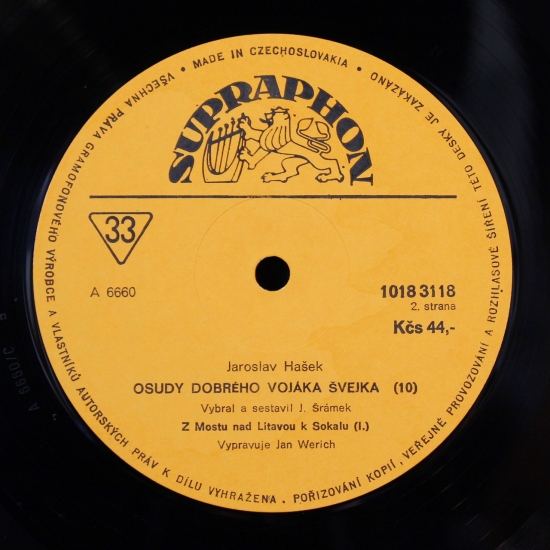 VŠECHNA PRÁVA GRAMOFONOVÉHO VÝROBCE A VLASTNÍKŮ AUTORSKÝCH PRÁV K DÍLU VYHRAŽENA . POŘIZOVÁNÍ KOPIÍ, VEŘEJNÉ PROVOZOVÁNÍ A ROZHLASOVÉ ŠÍŘENÍ TÉTO DESKY JE ZAKÁZÁNO
• MADE IN CZECHOSLOVAKIA •
SUPRAPHON
33
A 6660
1018 3118
2. strana
Kčs 44,-
Jaroslav Hašek
OSUDY DOBRÉHO VOJÁKA ŠVEJKA (10)
Vybral a sestavil J. Šrámek
Z Mostu nad Litavou k Sokalu (I.)
Vypravuje Jan Werich
A 6660/C